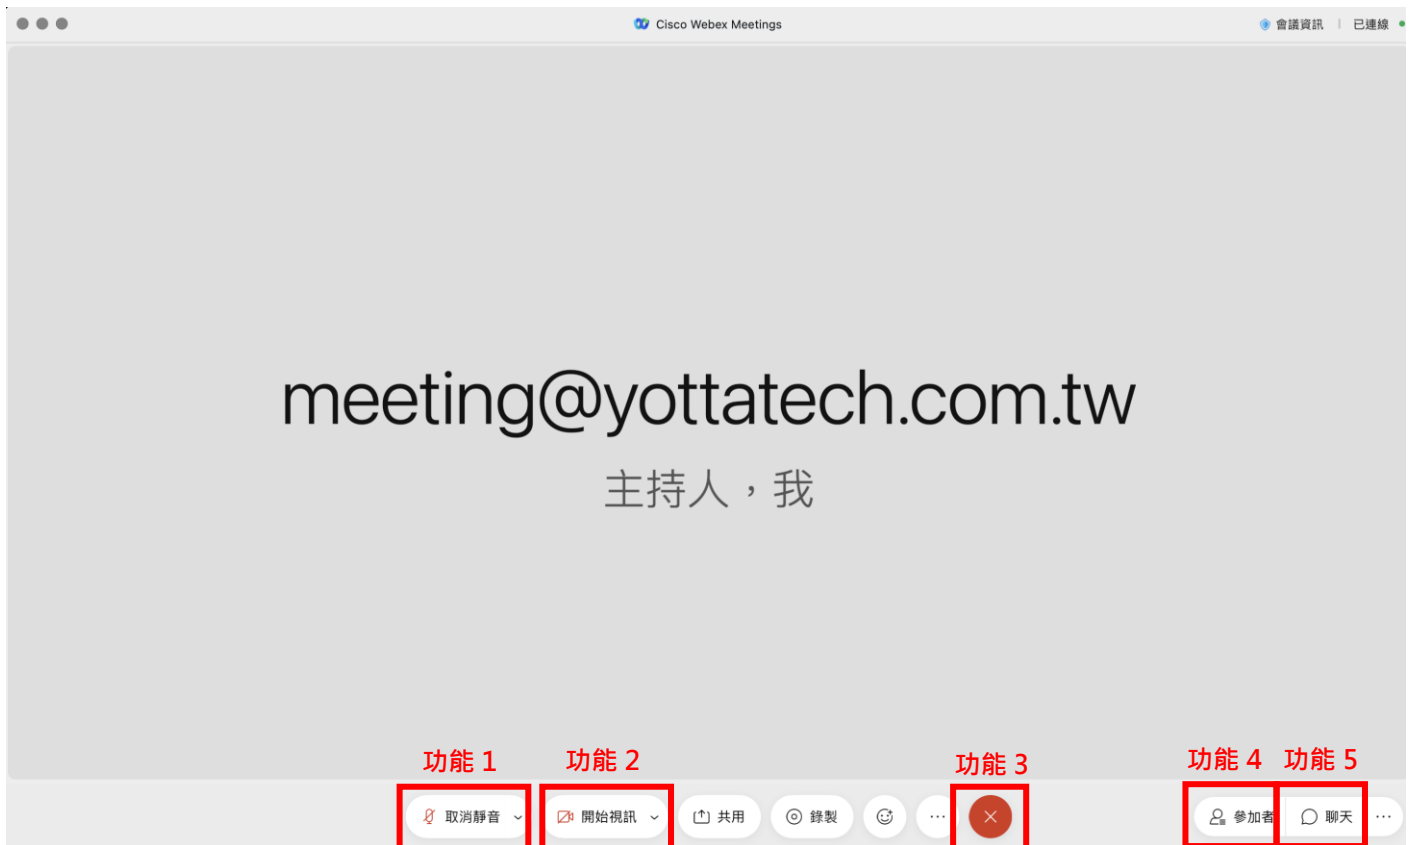 Cisco Webex Meetings
會議資訊
已連線
meeting@yottatech.com.tw
主持人，我
功能 1
功能 2
功能 3
功能 4
功能 5
取消靜音
開始視訊
共用
錄製
參加者
聊天